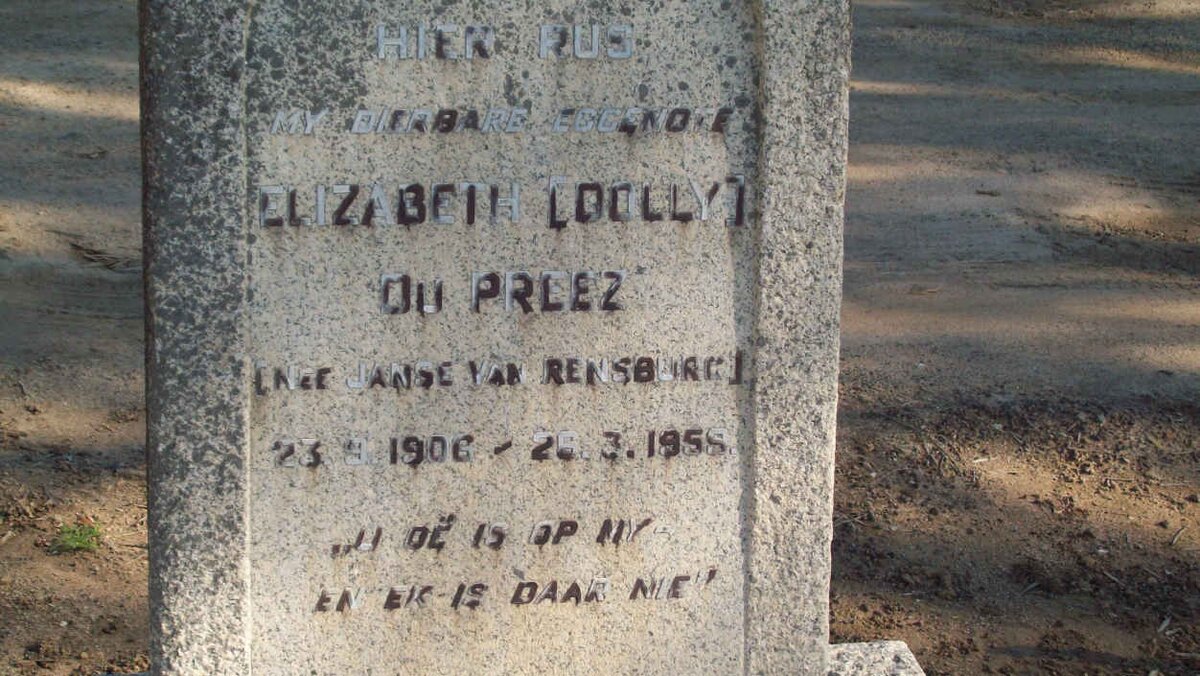 HIER RUS
MY DIERBARE EGGENOTE
ELIZABETH [DOLLY]
DU PREEZ
[NEE JANSE VAN RENSBURG]
23.9.1906 - 26.3.1958.
„U OË IS OP MY-
EN EK IS DAAR NIE"